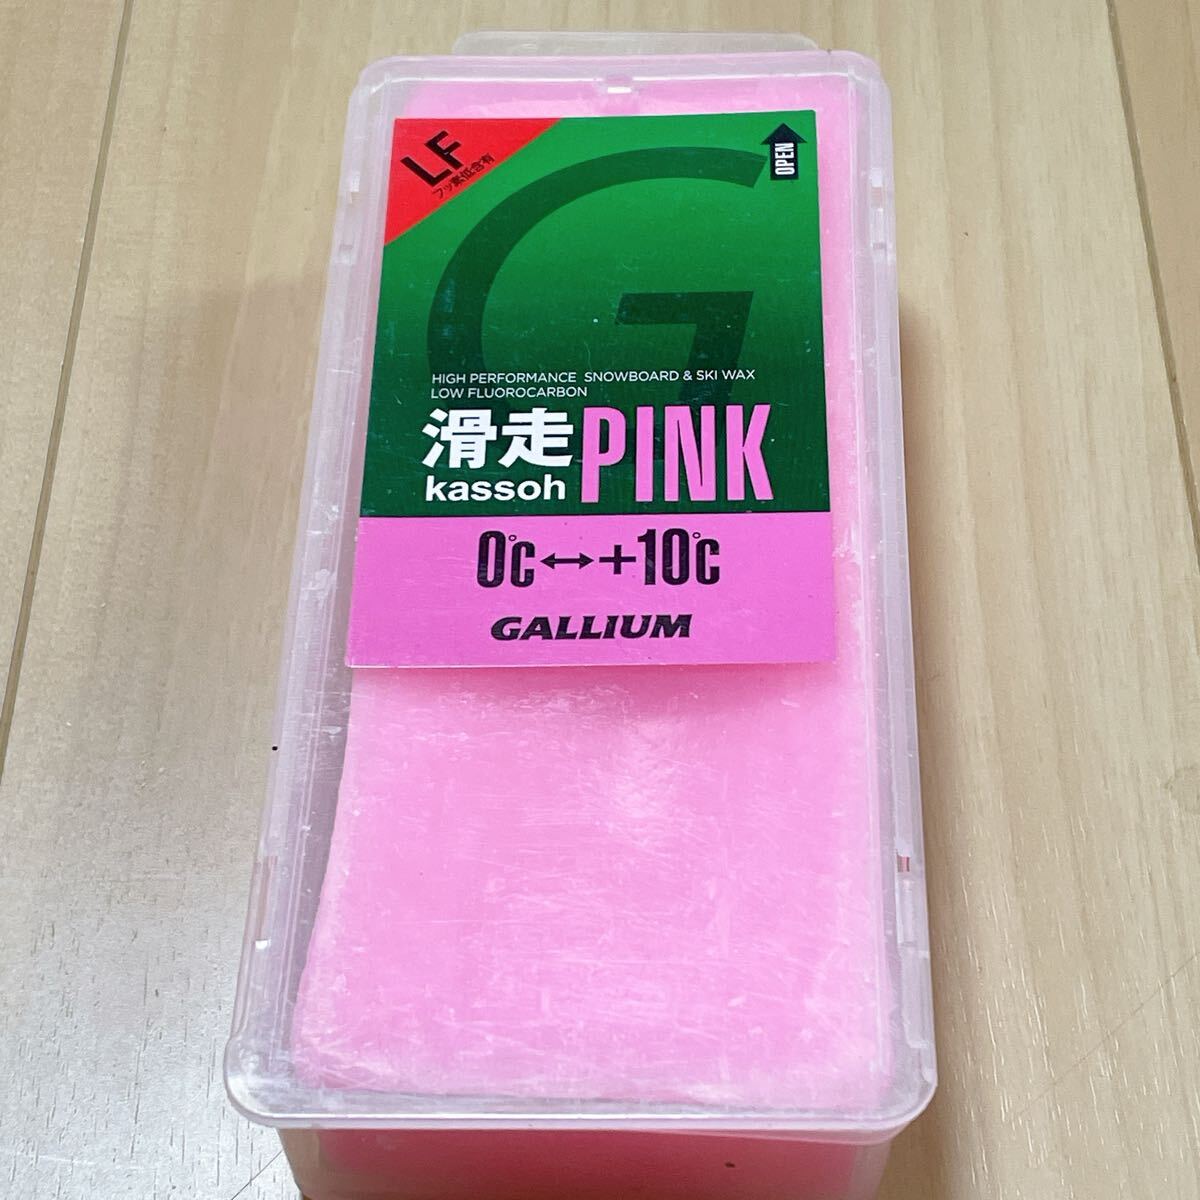 LF
フッ素低含有
OPEN
HIGH PERFORMANCE SNOWBOARD & SKI WAX
LOW FLUOROCARBON
滑走PINK
kassoh
0℃↔+10℃
GALLIUM